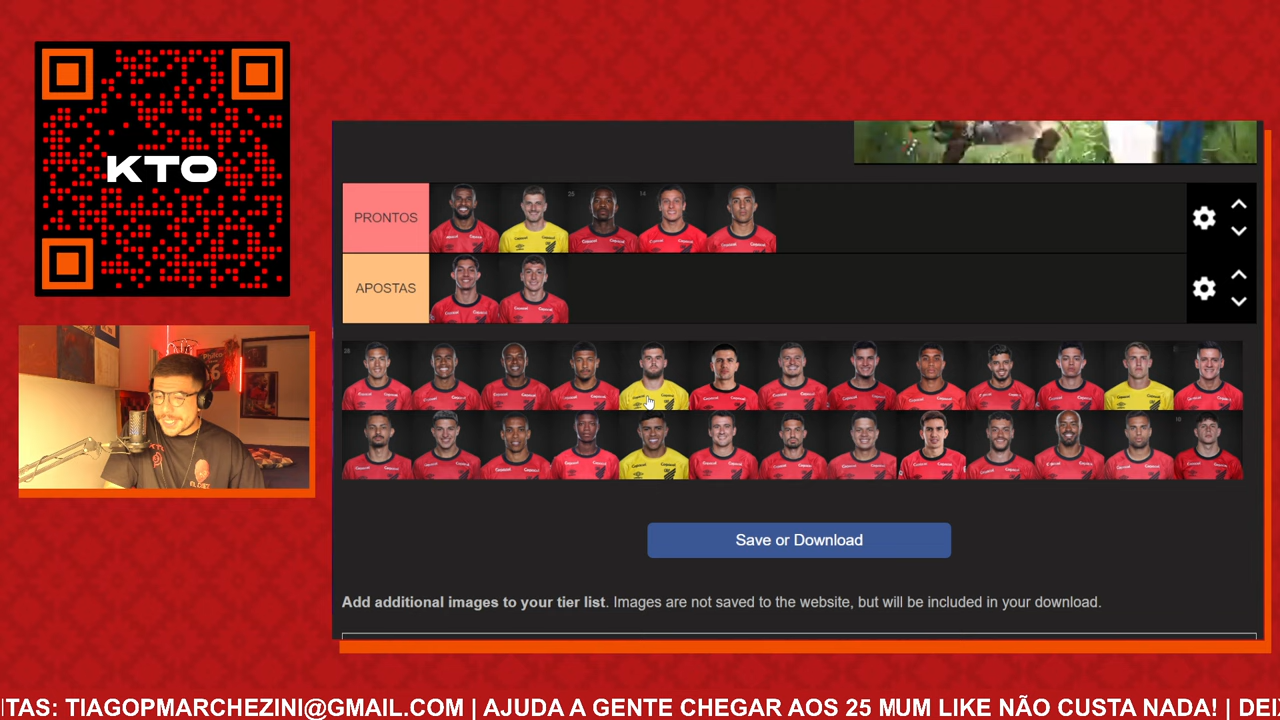 KTO
PRONTOS
APOSTAS
Save or Download
Add additional images to your tier list. Images are not saved to the website, but will be included in your download.
ITAS: TIAGOPMARCHEZINI@GMAIL.COM | AJUDA A GENTE CHEGAR AOS 25 MUM LIKE NÃO CUSTA NADA! | DEI